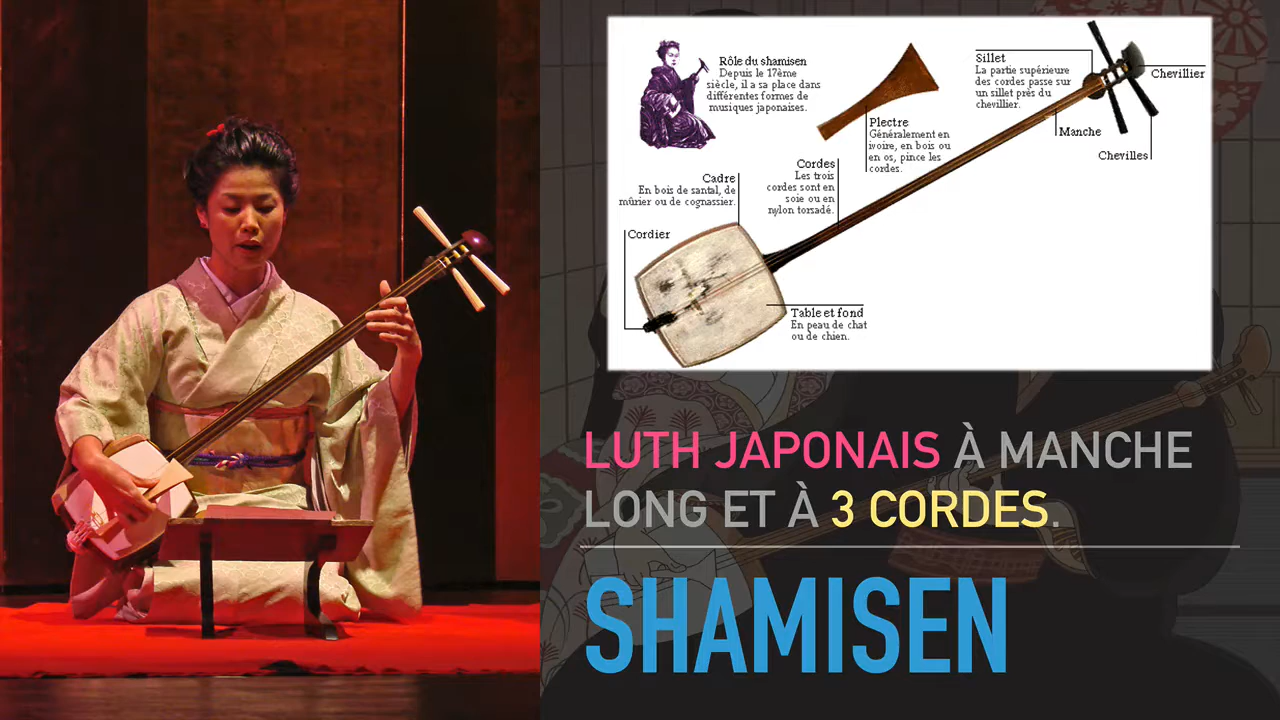 Rôle du shamisen
Depuis le 17ème
siècle, il a sa place dans
différentes formes de
musiques japonaises.
Plectre
Généralement en
ivoire, en bois ou
en os, pince les
cordes.
Sillet
La partie supérieure
des cordes passe sur
un sillet près du
chevillier.
Chevillier
Manche
Chevilles
Cordes
Les trois
cordes sont en
soie ou en
nylon torsadé.
Cadre
En bois de santal, de
mûrier ou de cognassier.
Cordier
Table et fond
En peau de chat
ou de chien.
LUTH JAPONAIS À MANCHE
LONG ET À 3 CORDES.
SHAMISEN